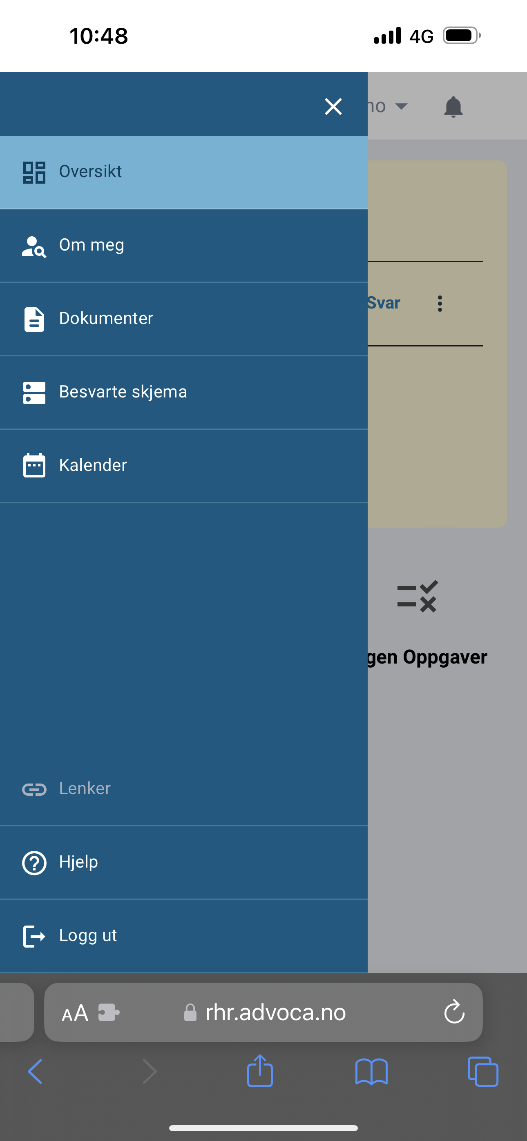 10:48
4G
no
Oversikt
Om meg
Svar
Dokumenter
Besvarte skjema
Kalender
gen Oppgaver
Lenker
Hjelp
Logg ut
AA
rhr.advoca.no